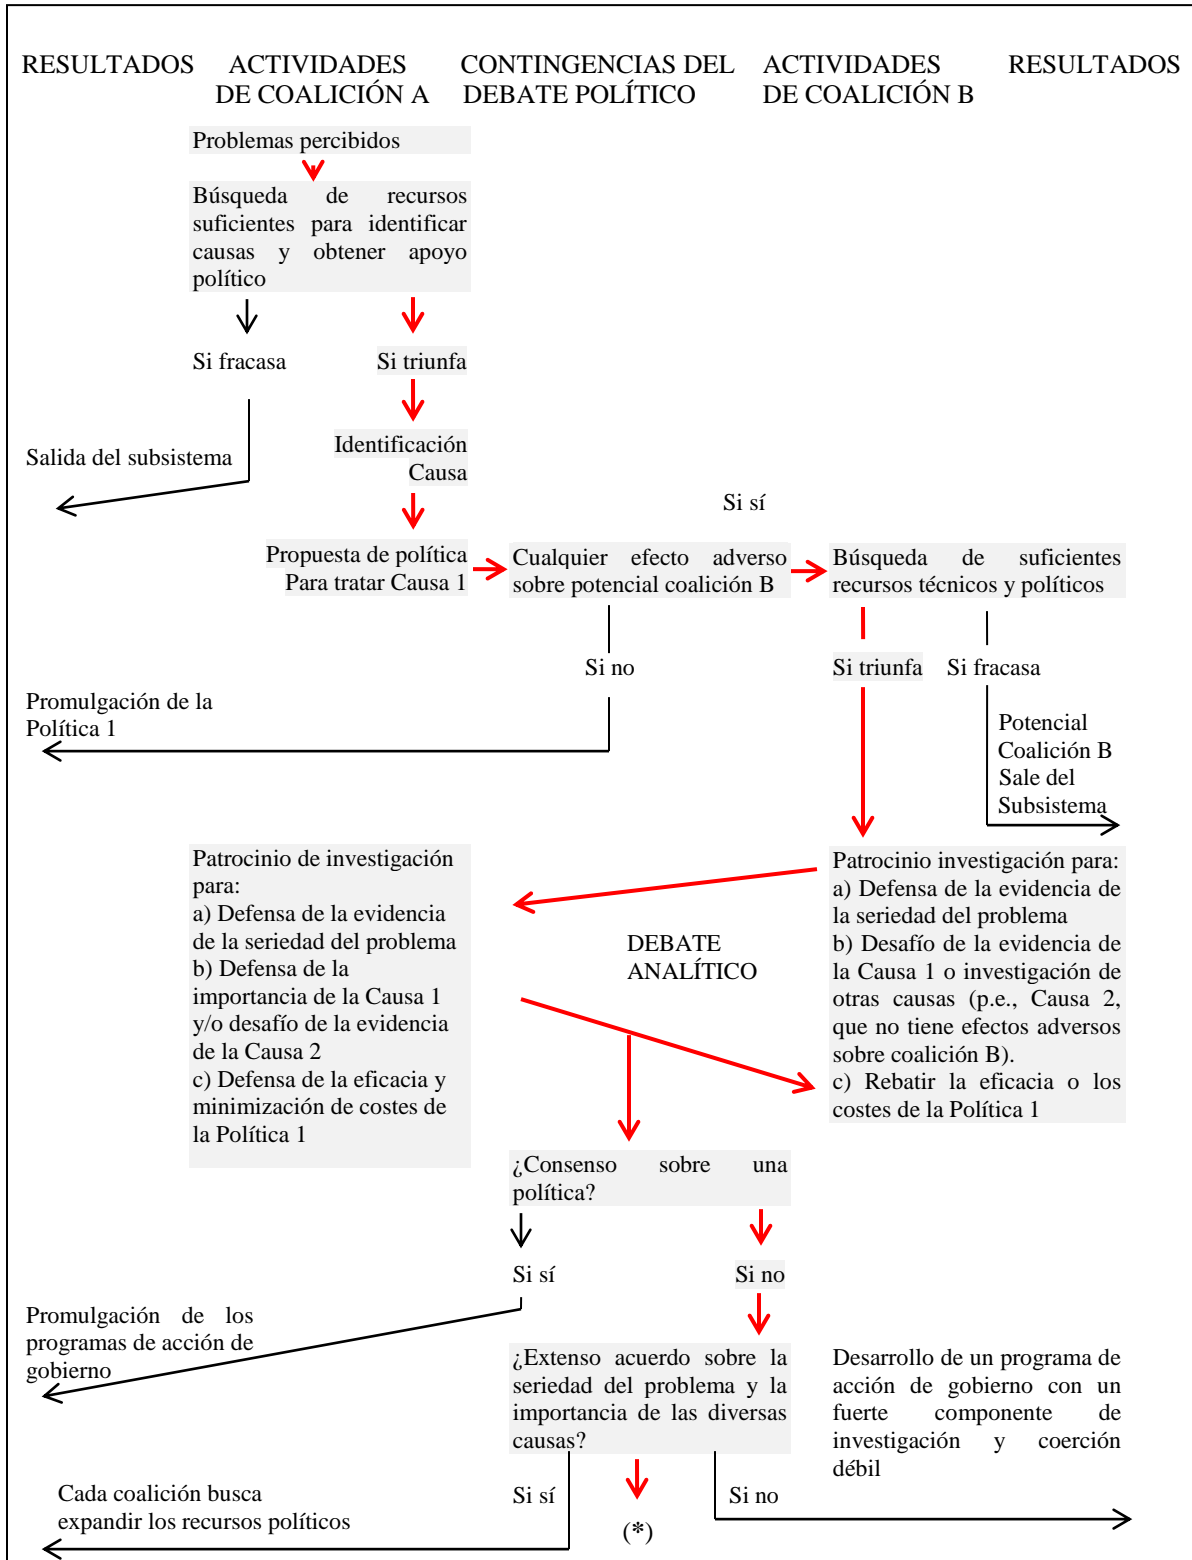 RESULTADOS ACTIVIDADES CONTINGENCIAS DEL ACTIVIDADES RESULTADOS
DE COALICIÓN A DEBATE POLÍTICO DE COALICIÓN B
Problemas percibidos
Búsqueda de recursos
suficientes para identificar
causas y obtener apoyo
político
Si fracasa
Si triunfa
Salida del subsistema
Identificación
Causa
Si sí
Propuesta de política
Para tratar Causa 1
Cualquier efecto adverso
sobre potencial coalición B
Búsqueda de suficientes
recursos técnicos y políticos
Si no
Si triunfa
Si fracasa
Promulgación de la
Política 1
Potencial
Coalición B
Sale del
Subsistema
Patrocinio de investigación
para:
a) Defensa de la evidencia
de la seriedad del problema
b) Defensa de la
importancia de la Causa 1
y/o desafío de la evidencia
de la Causa 2
c) Defensa de la eficacia y
minimización de costes de
la Política 1
DEBATE
ANALÍTICO
Patrocinio investigación para:
a) Defensa de la evidencia de
la seriedad del problema
b) Desafío de la evidencia de
la Causa 1 o investigación de
otras causas (p.e., Causa 2,
que no tiene efectos adversos
sobre coalición B).
c) Rebatir la eficacia o los
costes de la Política 1
¿Consenso sobre una
política?
Si sí
Si no
Promulgación de los
programas de acción de
gobierno
¿Extenso acuerdo sobre la
seriedad del problema y la
importancia de las diversas
causas?
Desarrollo de un programa de
acción de gobierno con un
fuerte componente de
investigación y coerción
débil
Si sí
Si no
Cada coalición busca
expandir los recursos políticos
(*)